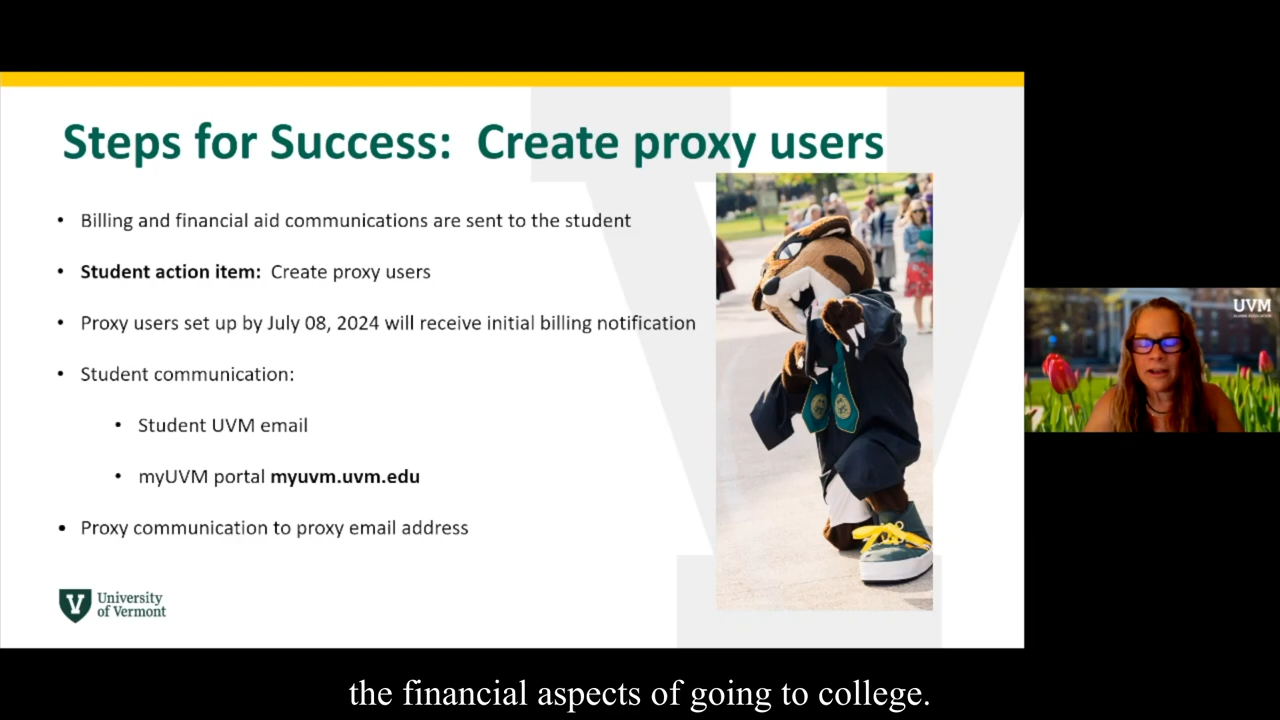 Steps for Success:  Create proxy users
• Billing and financial aid communications are sent to the student
• Student action item:  Create proxy users
• Proxy users set up by July 08, 2024 will receive initial billing notification
• Student communication:
• Student UVM email
• myUVM portal myuvm.uvm.edu
• Proxy communication to proxy email address
V University
of Vermont
UVM
the financial aspects of going to college.